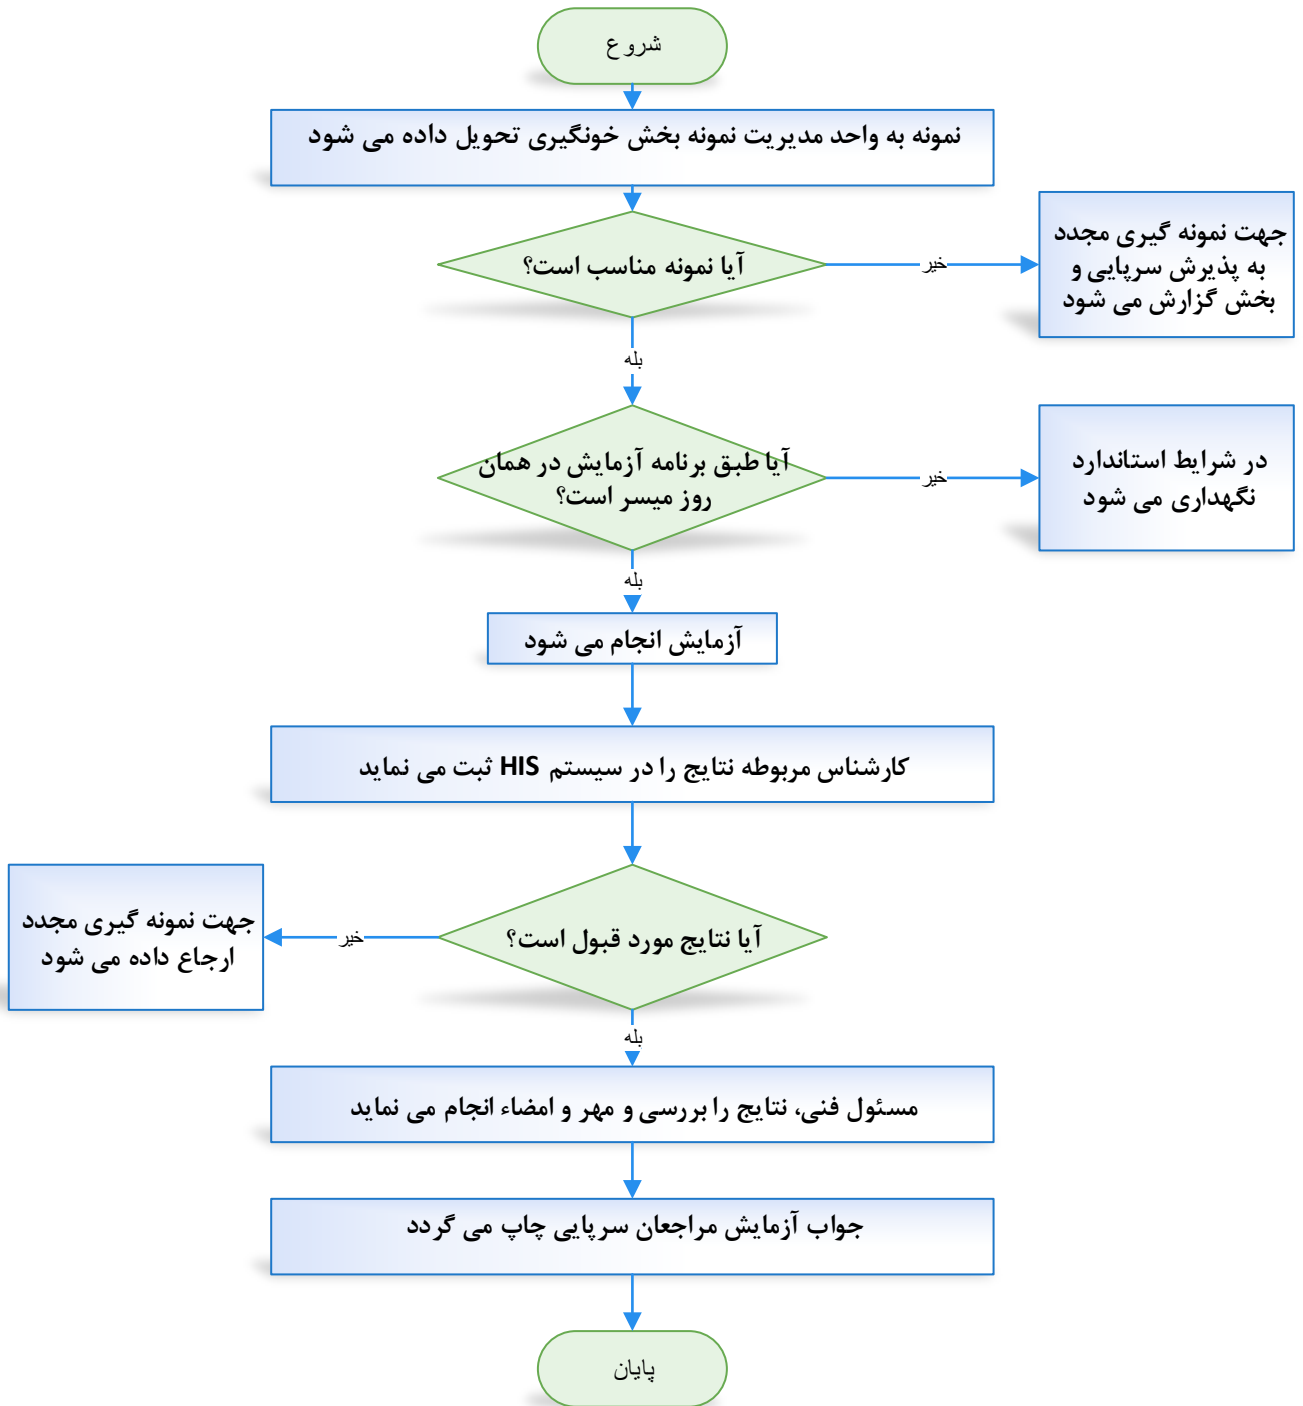 شروع
نمونه به واحد مدیریت نمونه بخش خونگیری تحویل داده می شود
آیا نمونه مناسب است؟
خیر
جهت نمونه گیری مجدد
به پذیرش سرپایی و
بخش گزارش می شود
بله
آیا طبق برنامه آزمایش در همان
روز میسر است؟
خیر
در شرایط استاندارد
نگهداری می شود
بله
آزمایش انجام می شود
کارشناس مربوطه نتایج را در سیستم HIS ثبت می نماید
آیا نتایج مورد قبول است؟
خیر
جهت نمونه گیری مجدد
ارجاع داده می شود
بله
مسئول فنی، نتایج را بررسی و مهر و امضاء انجام می نماید
جواب آزمایش مراجعان سرپایی چاپ می گردد
پایان